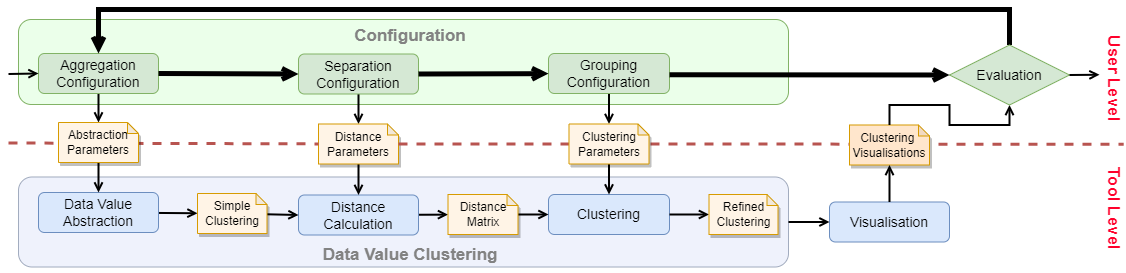 Configuration
Aggregation
Configuration
Separation
Configuration
Grouping
Configuration
Evaluation
User Level
Abstraction
Parameters
Distance
Parameters
Clustering
Parameters
Clustering
Visualisations
Tool Level
Data Value
Abstraction
Simple
Clustering
Distance
Calculation
Distance
Matrix
Clustering
Refined
Clustering
Visualisation
Data Value Clustering